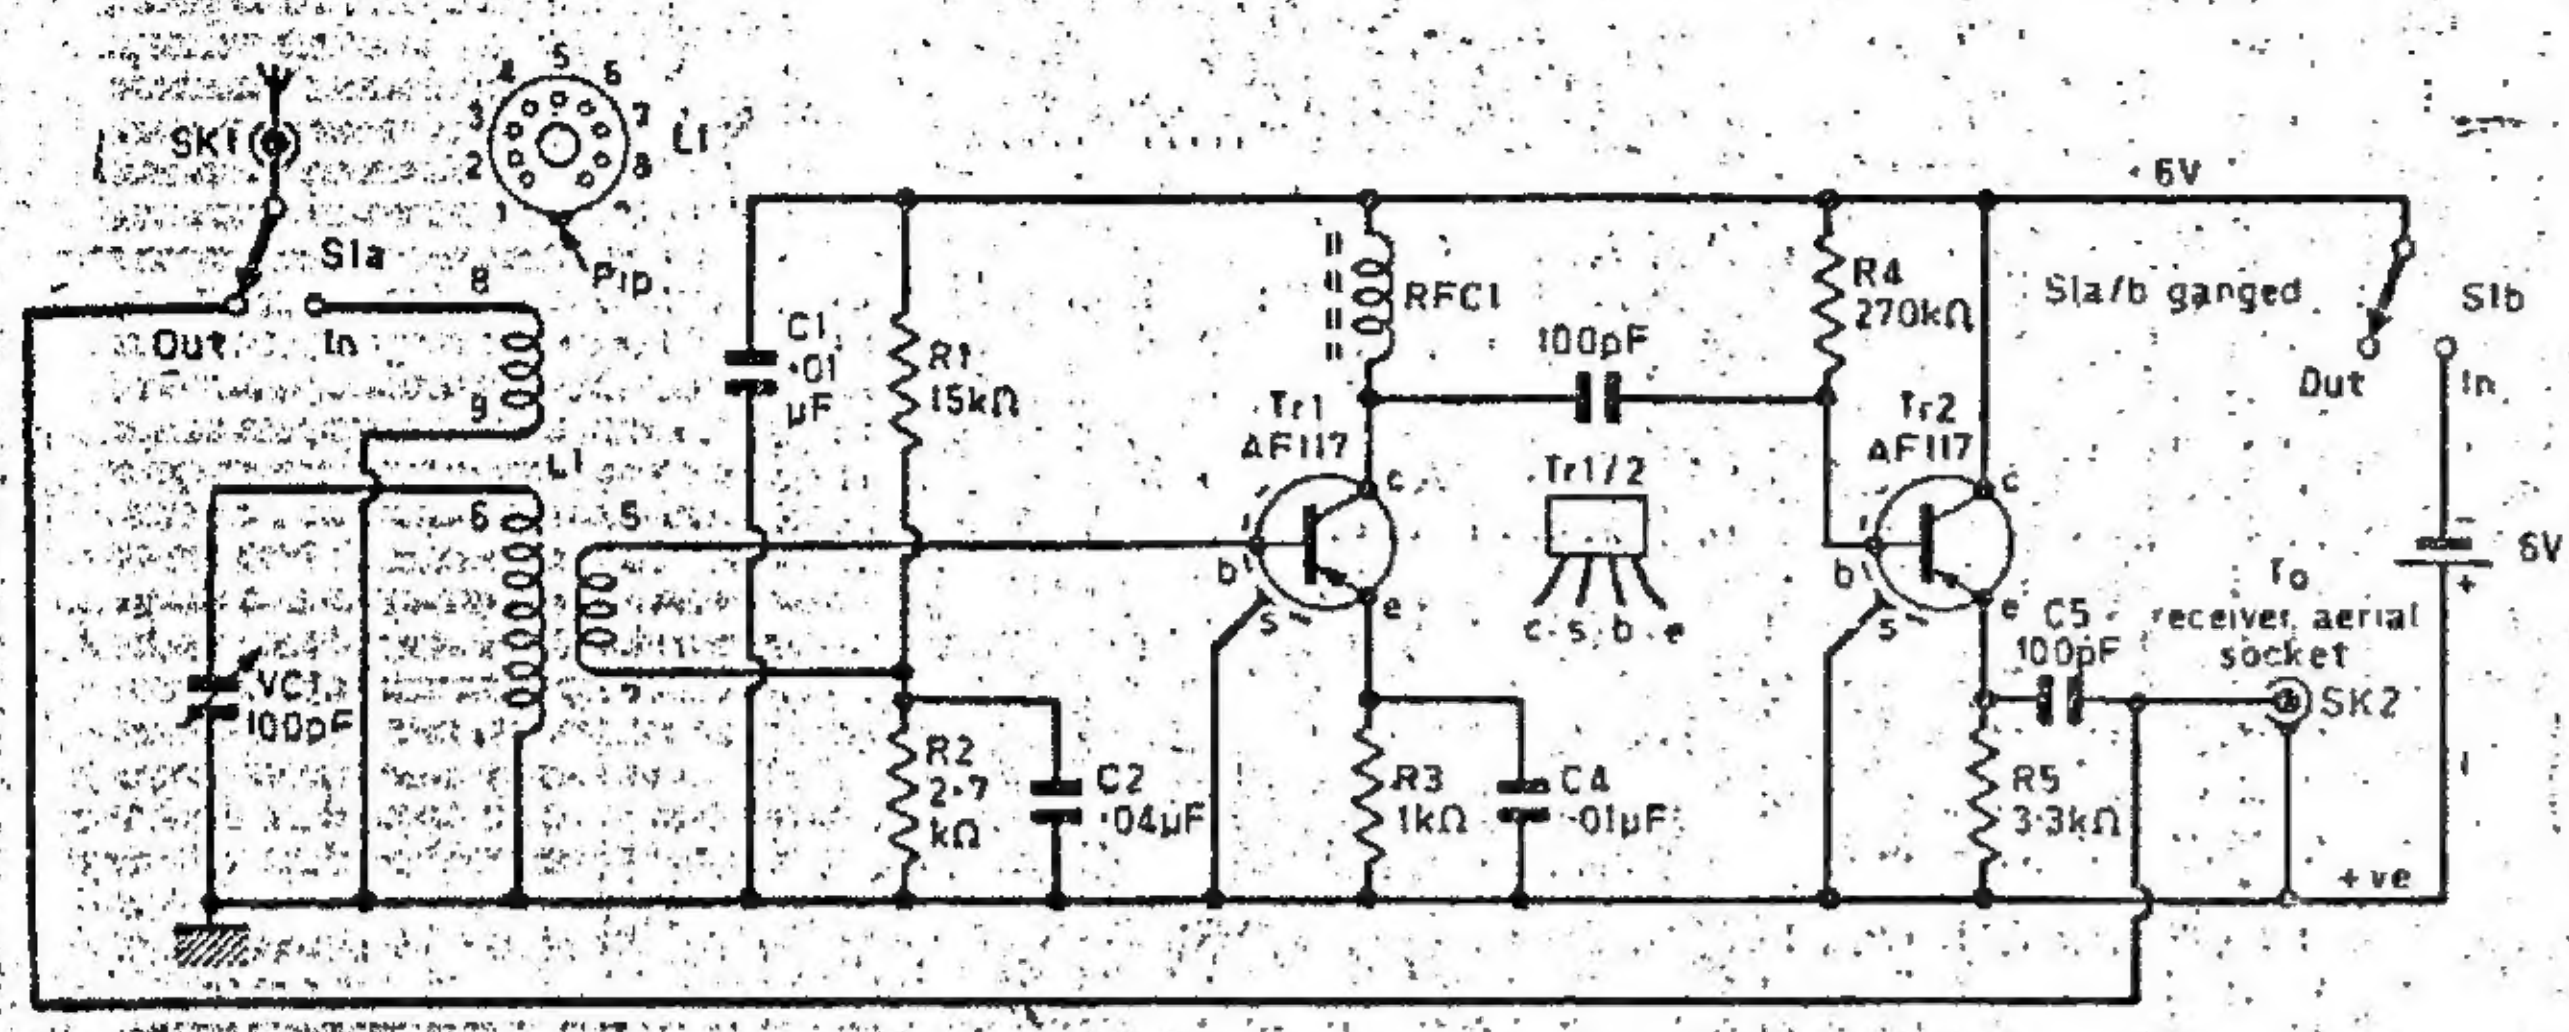 SK1
S1a
Out
In
8
9
L1
1
2
3
4
5
6
7
8
9
L1
Pip
6
5
7
VC1
100pF
C1
·01
µF
R1
15kΩ
R2
2·7
kΩ
C2
·04µF
RFC1
Tr1
AF117
c
b
s
e
R3
1kΩ
C4
·01µF
100pF
Tr1/2
c s b e
R4
270kΩ
Tr2
AF117
c
b
s
e
C5
100pF
R5
3·3kΩ
- 6V
S1a/b ganged
S1b
Out
In
-
6V
+
To
receiver aerial
socket
SK2
+ve